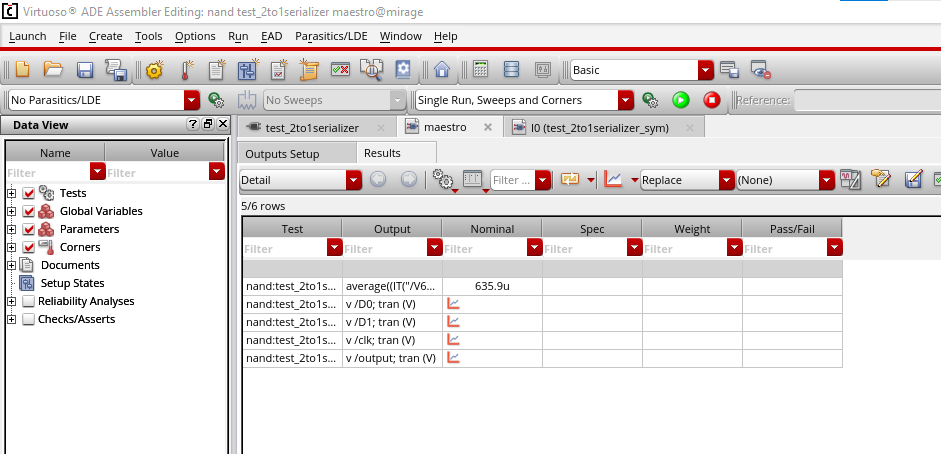 Virtuoso® ADE Assembler Editing: nand test_2to1serializer maestro@mirage
Launch File Create Tools Options Run EAD Parasitics/LDE Window Help
Basic
No Parasitics/LDE No Sweeps Single Run, Sweeps and Corners Reference:
Data View
Name Value
Filter Filter
Tests
Global Variables
Parameters
Corners
Documents
Setup States
Reliability Analyses
Checks/Asserts
test_2to1serializer maestro I0 (test_2to1serializer_sym)
Outputs Setup Results
Detail Filter ... Replace (None)
5/6 rows
Test Output Nominal Spec Weight Pass/Fail
Filter Filter Filter Filter Filter Filter
nand:test_2to1s... average((IT("/V6... 635.9u
nand:test_2to1s... v /D0; tran (V)
nand:test_2to1s... v /D1; tran (V)
nand:test_2to1s... v /clk; tran (V)
nand:test_2to1s... v /output; tran (V)